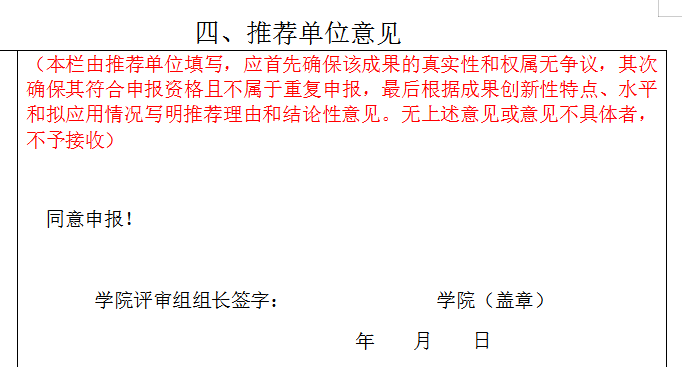 四、推荐单位意见
（本栏由推荐单位填写，应首先确保该成果的真实性和权属无争议，其次
确保其符合申报资格且不属于重复申报，最后根据成果创新性特点、水平
和拟应用情况写明推荐理由和结论性意见。无上述意见或意见不具体者，
不予接收）
同意申报！
学院评审组组长签字： 学院（盖章）
年 月 日